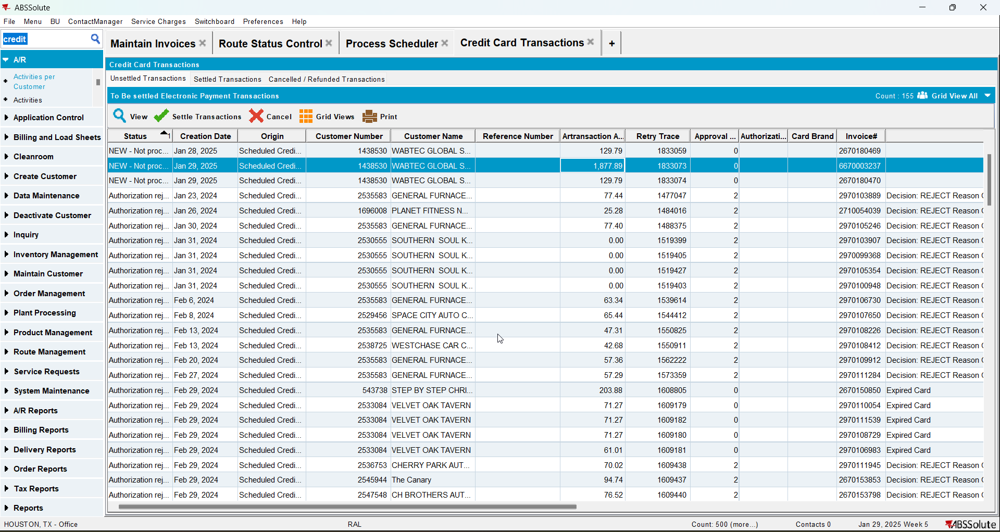 ABSSolute
File Menu BU ContactManager Service Charges Switchboard Preferences Help
credit
Maintain Invoices Route Status Control Process Scheduler Credit Card Transactions +
A/R
Activities per
Customer
Activities
Application Control
Billing and Load Sheets
Cleanroom
Create Customer
Data Maintenance
Deactivate Customer
Inquiry
Inventory Management
Maintain Customer
Order Management
Plant Processing
Product Management
Route Management
Service Requests
System Maintenance
A/R Reports
Billing Reports
Delivery Reports
Order Reports
Tax Reports
Reports
Credit Card Transactions
Unsettled Transactions Settled Transactions Cancelled / Refunded Transactions
To Be settled Electronic Payment Transactions Count : 155 Grid View All
View Settle Transactions Cancel Grid Views Print
Status 1 Creation Date Origin Customer Number Customer Name Reference Number Artransaction A... Retry Trace Approval ... Authorizati... Card Brand Invoice#
NEW - Not proc... Jan 28, 2025 Scheduled Credi... 1438530 WABTEC GLOBAL S... 129.79 1833059 0 2670180469
NEW - Not proc... Jan 29, 2025 Scheduled Credi... 1438530 WABTEC GLOBAL S... 1,877.89 1833073 0 6670003237
NEW - Not proc... Jan 29, 2025 Scheduled Credi... 1438530 WABTEC GLOBAL S... 129.79 1833074 0 2670180470
Authorization rej... Jan 23, 2024 Scheduled Credi... 2535583 GENERAL FURNACE... 77.44 1477047 2 2970103889 Decision: REJECT Reason
Authorization rej... Jan 26, 2024 Scheduled Credi... 1696008 PLANET FITNESS N... 25.28 1484016 2 2710054039 Decision: REJECT Reason
Authorization rej... Jan 30, 2024 Scheduled Credi... 2535583 GENERAL FURNACE... 77.40 1488375 2 2970105246 Decision: REJECT Reason
Authorization rej... Jan 31, 2024 Scheduled Credi... 2530555 SOUTHERN SOUL K... 0.00 1519399 2 2970103907 Decision: REJECT Reason
Authorization rej... Jan 31, 2024 Scheduled Credi... 2530555 SOUTHERN SOUL K... 0.00 1519405 2 2970099368 Decision: REJECT Reason
Authorization rej... Jan 31, 2024 Scheduled Credi... 2530555 SOUTHERN SOUL K... 0.00 1519427 2 2970105354 Decision: REJECT Reason
Authorization rej... Jan 31, 2024 Scheduled Credi... 2530555 SOUTHERN SOUL K... 0.00 1519403 2 2970100948 Decision: REJECT Reason
Authorization rej... Feb 6, 2024 Scheduled Credi... 2535583 GENERAL FURNACE... 63.34 1539614 2 2970106730 Decision: REJECT Reason
Authorization rej... Feb 8, 2024 Scheduled Credi... 2529456 SPACE CITY AUTO C... 65.44 1544412 2 2970107650 Decision: REJECT Reason
Authorization rej... Feb 13, 2024 Scheduled Credi... 2535583 GENERAL FURNACE... 47.31 1550825 2 2970108226 Decision: REJECT Reason
Authorization rej... Feb 13, 2024 Scheduled Credi... 2538725 WESTCHASE CAR C... 42.68 1550911 2 2970108412 Decision: REJECT Reason
Authorization rej... Feb 20, 2024 Scheduled Credi... 2535583 GENERAL FURNACE... 57.36 1562222 2 2970109912 Decision: REJECT Reason
Authorization rej... Feb 27, 2024 Scheduled Credi... 2535583 GENERAL FURNACE... 57.29 1573359 2 2970111284 Decision: REJECT Reason
Authorization rej... Feb 29, 2024 Scheduled Credi... 543738 STEP BY STEP CHRI... 203.88 1608805 0 2670150850 Expired Card
Authorization rej... Feb 29, 2024 Scheduled Credi... 2533084 VELVET OAK TAVERN 71.27 1609179 0 2970110054 Expired Card
Authorization rej... Feb 29, 2024 Scheduled Credi... 2533084 VELVET OAK TAVERN 71.27 1609182 0 2970111539 Expired Card
Authorization rej... Feb 29, 2024 Scheduled Credi... 2533084 VELVET OAK TAVERN 71.27 1609180 0 2970108729 Expired Card
Authorization rej... Feb 29, 2024 Scheduled Credi... 2533084 VELVET OAK TAVERN 61.01 1609181 0 2970106983 Expired Card
Authorization rej... Feb 29, 2024 Scheduled Credi... 2536753 CHERRY PARK AUT... 70.02 1609438 2 2970111945 Decision: REJECT Reason
Authorization rej... Feb 29, 2024 Scheduled Credi... 2545944 The Canary 94.74 1609437 2 2670153853 Decision: REJECT Reason
Authorization rej... Feb 29, 2024 Scheduled Credi... 2547548 CH BROTHERS AUT... 76.52 1609440 2 2670153798 Decision: REJECT Reason
HOUSTON, TX - Office RAL Count: 500 (more...) Contacts 0 Jan 29, 2025 Week 5 ABSSolute